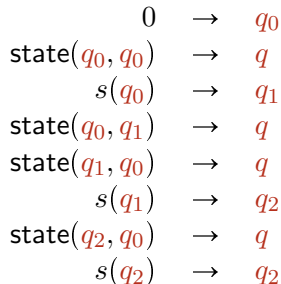 0 → q₀
state(q₀, q₀) → q
s(q₀) → q₁
state(q₀, q₁) → q
state(q₁, q₀) → q
s(q₁) → q₂
state(q₂, q₀) → q
s(q₂) → q₂